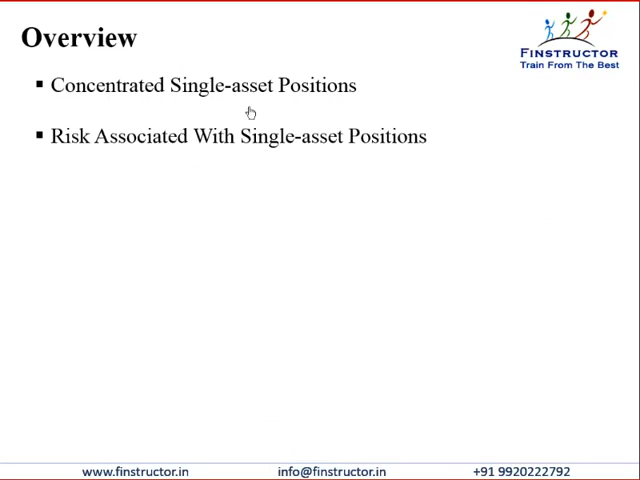 Overview
FINSTRUCTOR
Train From The Best
▪ Concentrated Single-asset Positions
▪ Risk Associated With Single-asset Positions
www.finstructor.in info@finstructor.in +91 9920222792